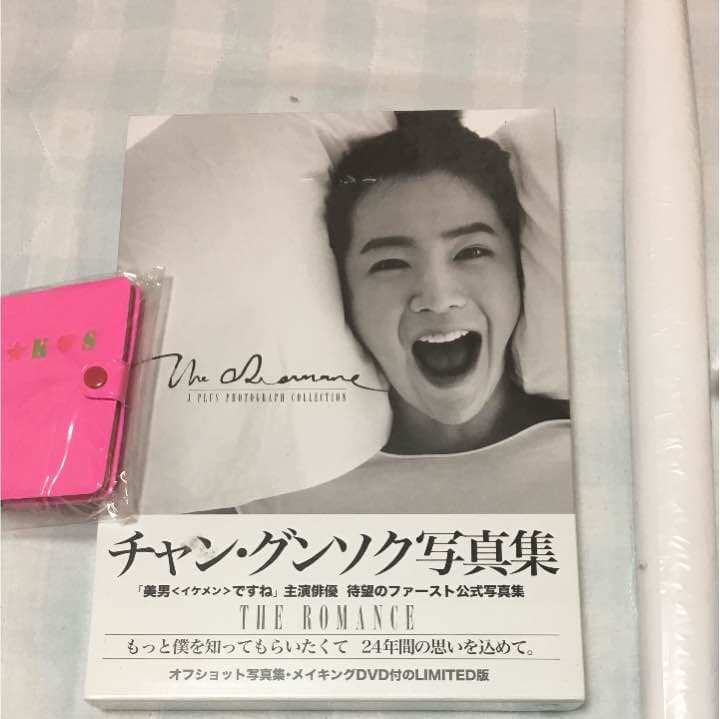 ★K♥S
The Romance
J PLUS PHOTOGRAPH COLLECTION
チャン・グンソク写真集
「美男<イケメン>ですね」主演俳優 待望のファースト公式写真集
THE ROMANCE
もっと僕を知ってもらいたくて 24年間の思いを込めて。
オフショット写真集・メイキングDVD付のLIMITED版